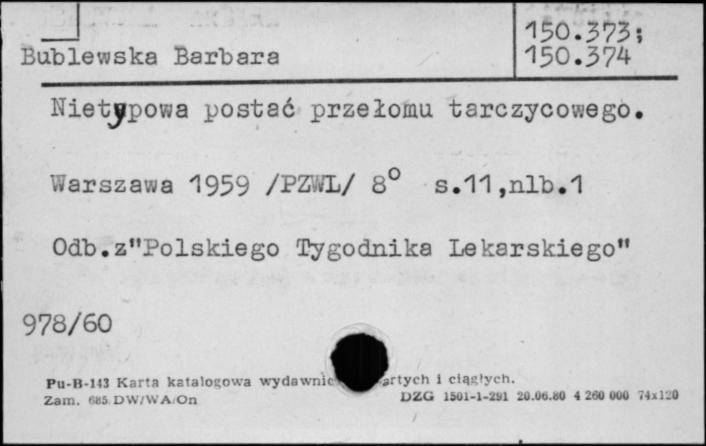 150.373;
Bublewska Barbara 150.374
Nietypowa postać przełomu tarczycowego.
Warszawa 1959 /PZWL/ 8° s.11,nlb.1
Odb.z"Polskiego Tygodnika Lekarskiego"
978/60
Pu-B-143 Karta katalogowa wydawnic artych i ciągłych.
Zam. 685 DW/WA/On DZG 1501-1-291 20.06.80 4 260 000 74x120